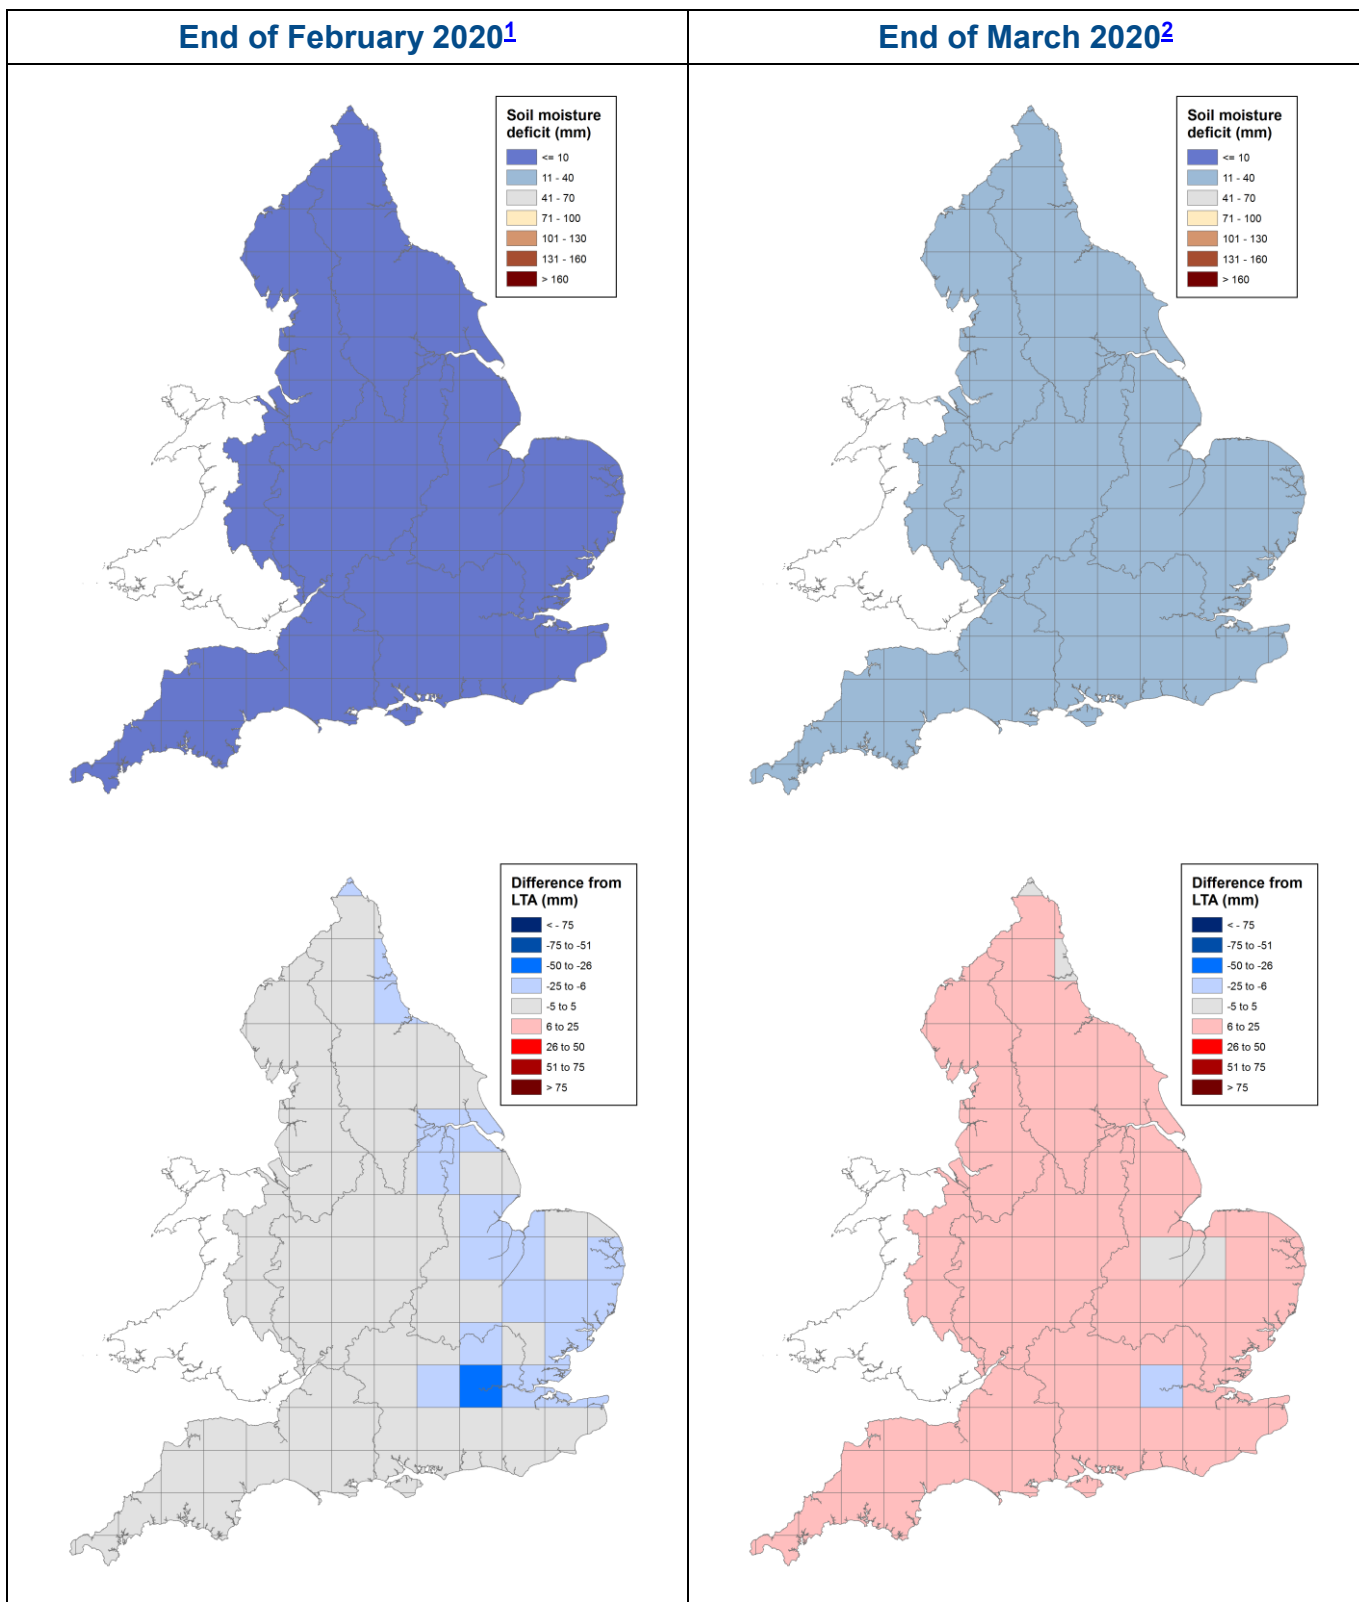 End of February 2020¹
End of March 2020²
Soil moisture
deficit (mm)
<= 10
11 - 40
41 - 70
71 - 100
101 - 130
131 - 160
> 160
Soil moisture
deficit (mm)
<= 10
11 - 40
41 - 70
71 - 100
101 - 130
131 - 160
> 160
Difference from
LTA (mm)
< - 75
-75 to -51
-50 to -26
-25 to -6
-5 to 5
6 to 25
26 to 50
51 to 75
> 75
Difference from
LTA (mm)
< - 75
-75 to -51
-50 to -26
-25 to -6
-5 to 5
6 to 25
26 to 50
51 to 75
> 75